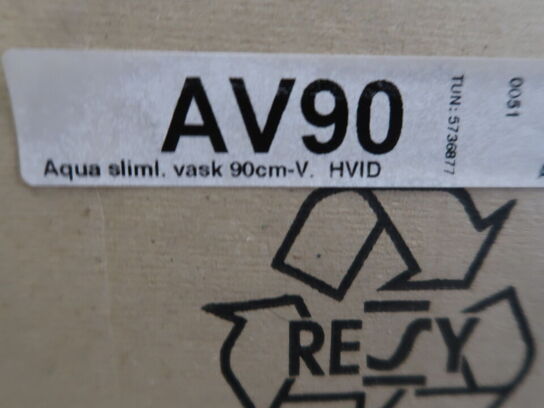 AV90
Aqua sliml. vask 90cm-V. HVID
TUN: 5736877
0051
RESY